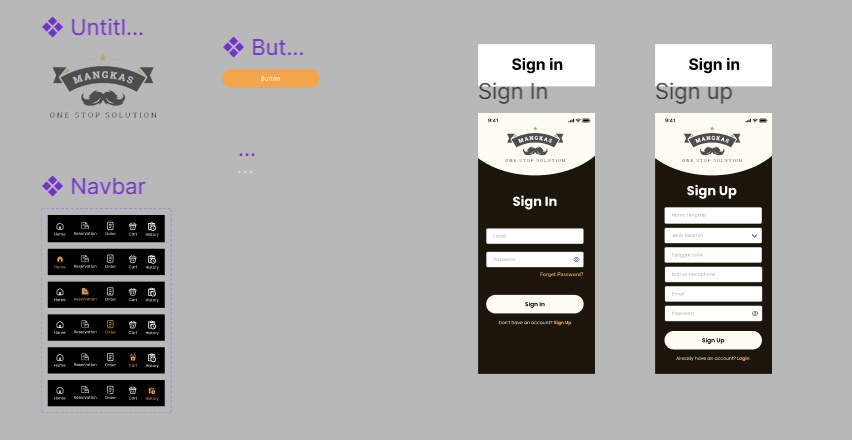 Untitl...
MANGKAS
ONE STOP SOLUTION
But...
Button
...
...
Navbar
Home Reservation Order Cart History
Home Reservation Order Cart History
Home Reservation Order Cart History
Home Reservation Order Cart History
Home Reservation Order Cart History
Home Reservation Order Cart History
Sign in
Sign In
9:41
MANGKAS
ONE STOP SOLUTION
Sign In
Email
Password
Forget Password?
Sign In
Don't have an account? Sign Up
Sign in
Sign up
9:41
MANGKAS
ONE STOP SOLUTION
Sign Up
Nama Lengkap
Jenis Kelamin
Tanggal Lahir
Nomor Handphone
Email
Password
Sign Up
Already have an account? Login